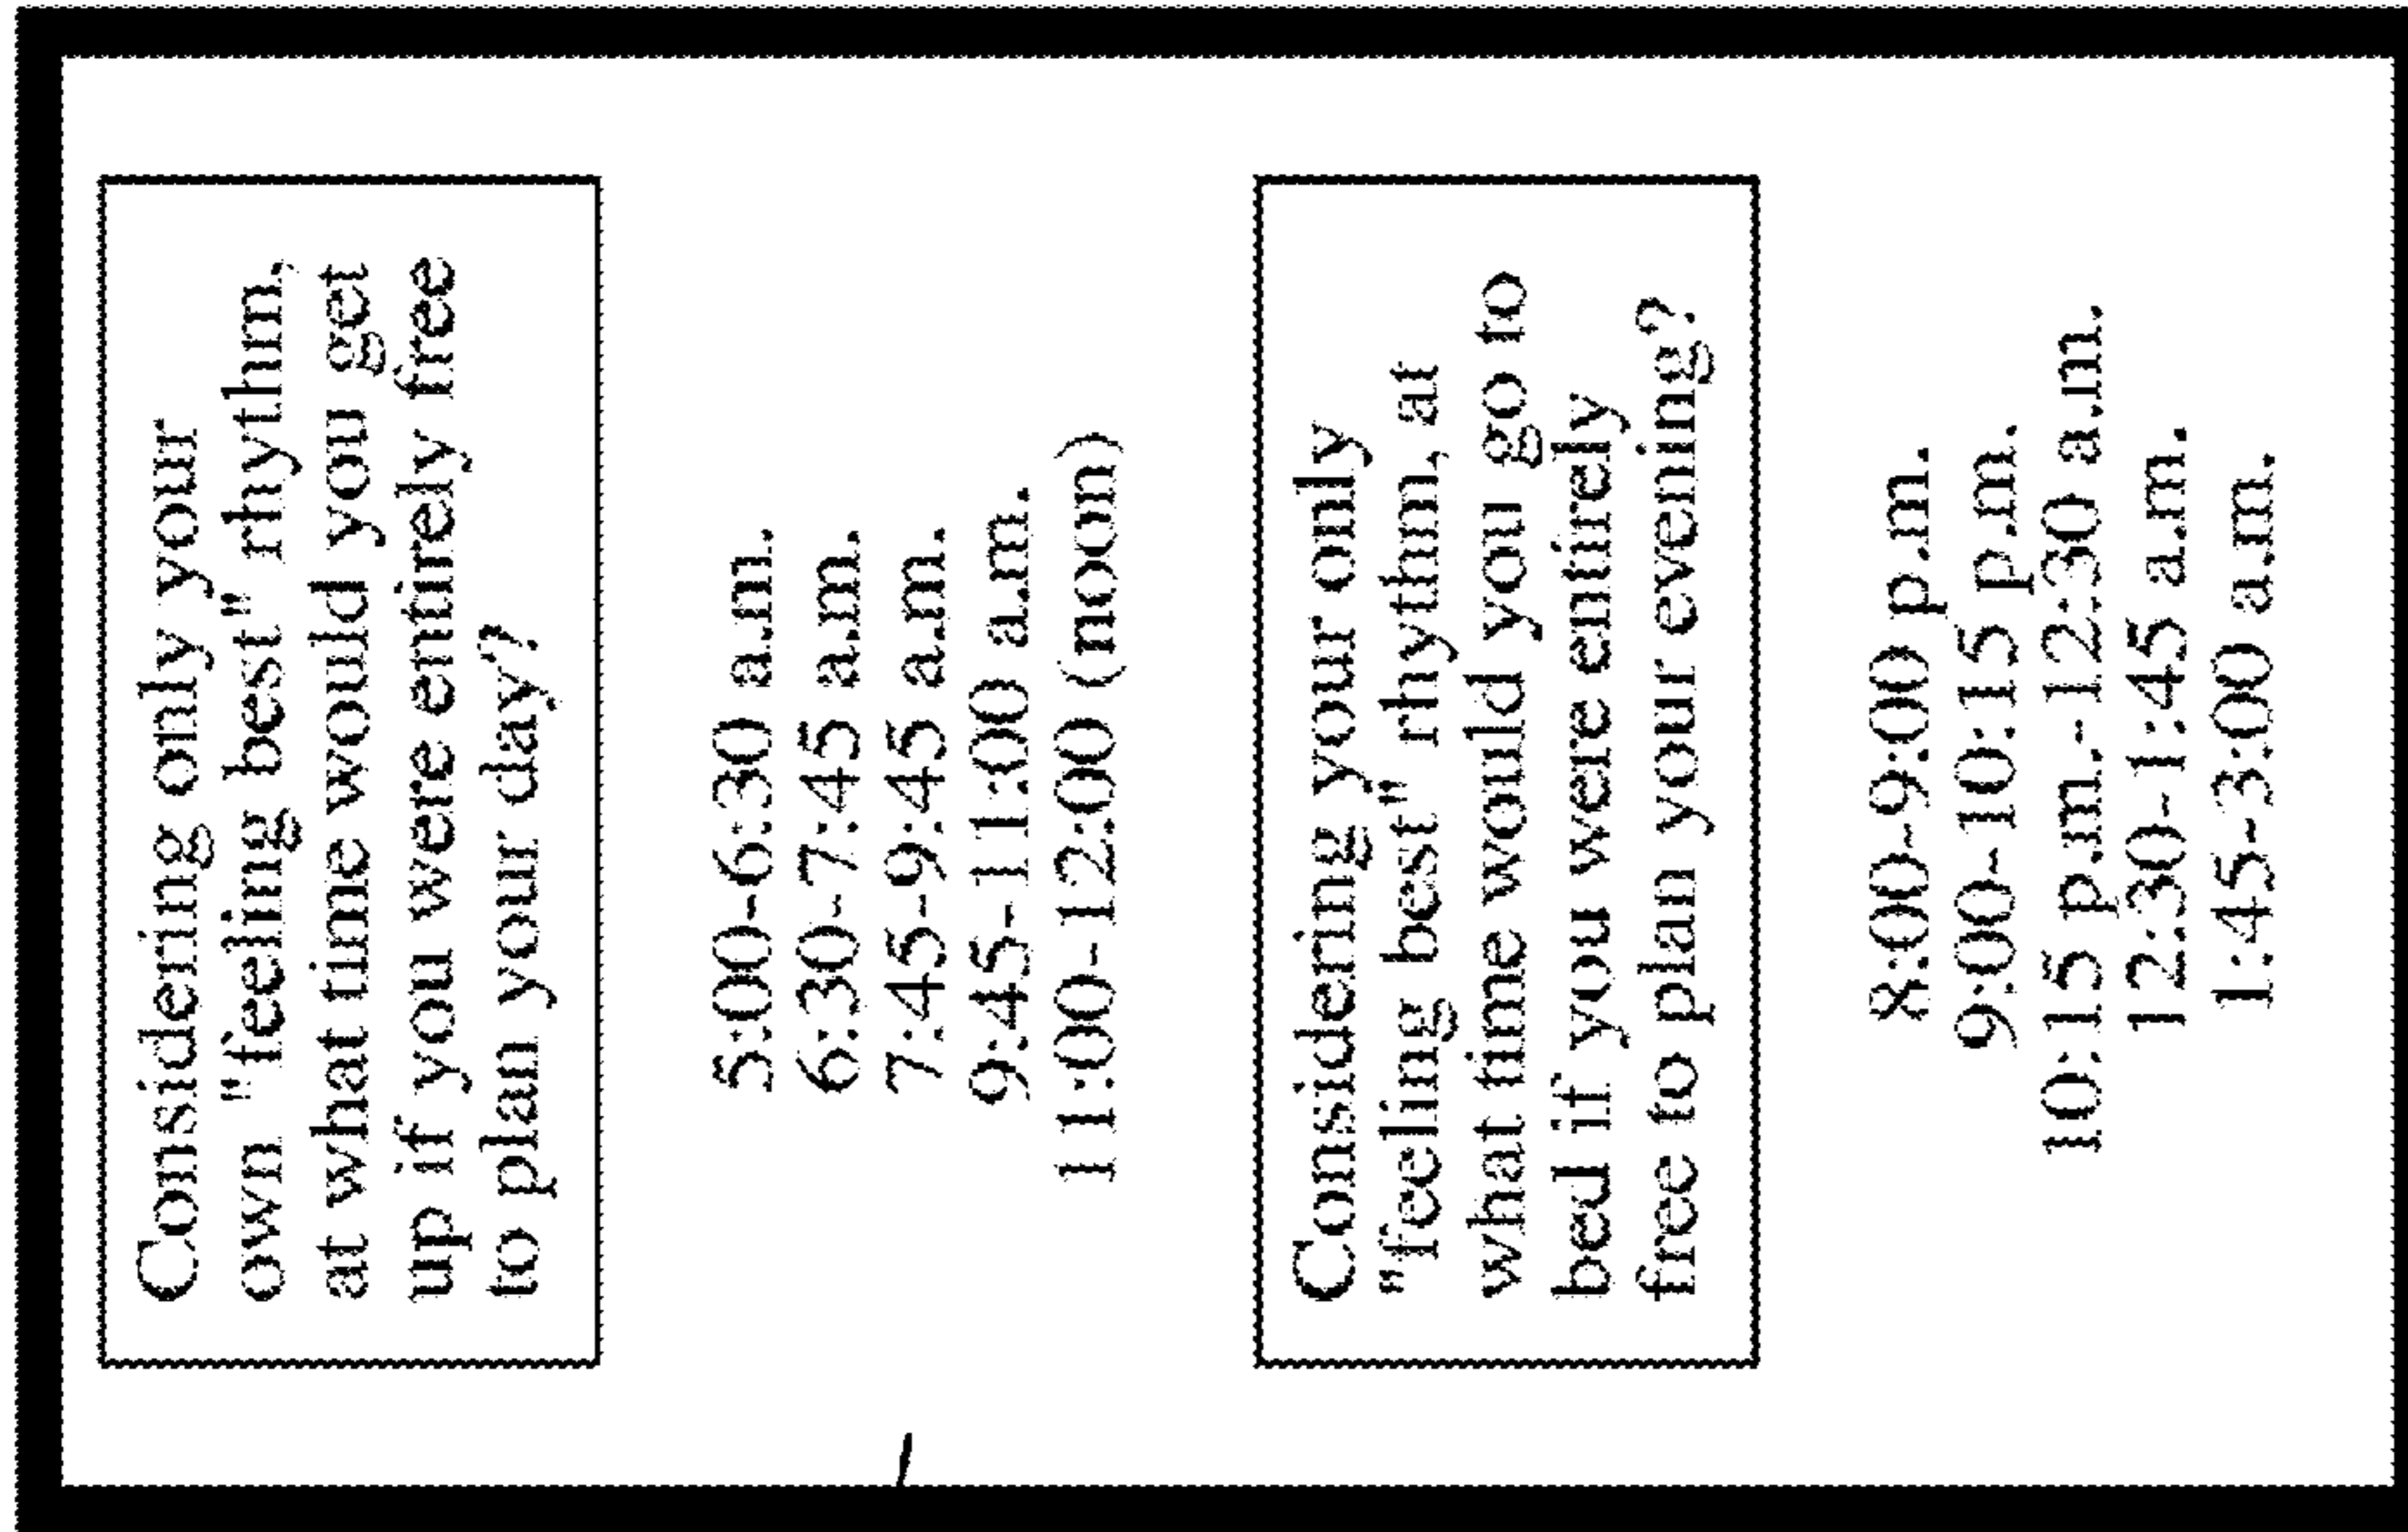 Considering only your
own "feeling best" rhythm,
at what time would you get
up if you were entirely free
to plan your day?
5:00-6:30 a.m.
6:30-7:45 a.m.
7:45-9:45 a.m.
9:45-11:00 a.m.
11:00-12:00 (noon)
Considering your only
"feeling best" rhythm, at
what time would you go to
bed if you were entirely
free to plan your evening?
8:00-9:00 p.m.
9:00-10:15 p.m.
10:15 p.m.-12:30 a.m.
12:30-1:45 a.m.
1:45-3:00 a.m.